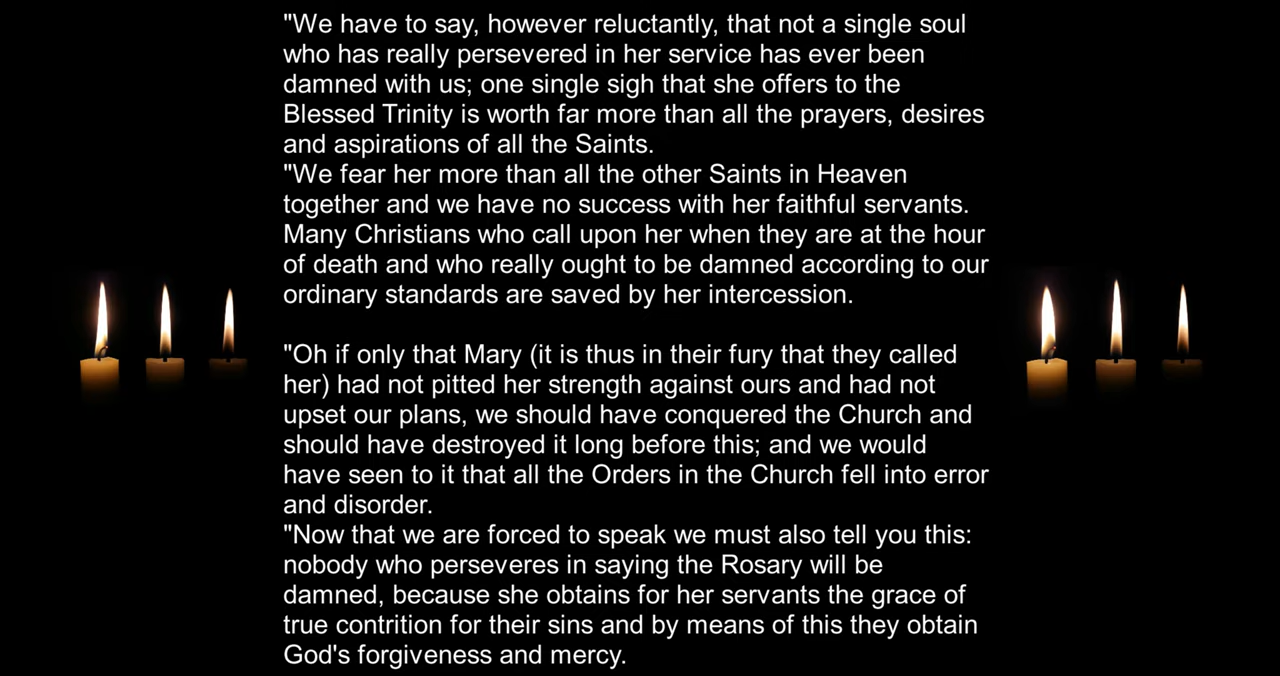 "We have to say, however reluctantly, that not a single soul
who has really persevered in her service has ever been
damned with us; one single sigh that she offers to the
Blessed Trinity is worth far more than all the prayers, desires
and aspirations of all the Saints.
"We fear her more than all the other Saints in Heaven
together and we have no success with her faithful servants.
Many Christians who call upon her when they are at the hour
of death and who really ought to be damned according to our
ordinary standards are saved by her intercession.
"Oh if only that Mary (it is thus in their fury that they called
her) had not pitted her strength against ours and had not
upset our plans, we should have conquered the Church and
should have destroyed it long before this; and we would
have seen to it that all the Orders in the Church fell into error
and disorder.
"Now that we are forced to speak we must also tell you this:
nobody who perseveres in saying the Rosary will be
damned, because she obtains for her servants the grace of
true contrition for their sins and by means of this they obtain
God's forgiveness and mercy.